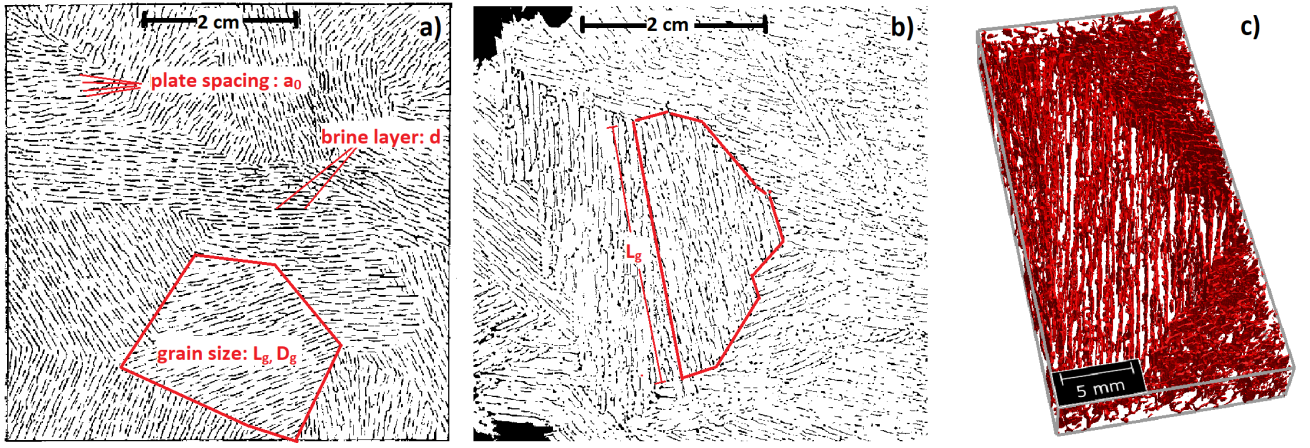 2 cm
a)
plate spacing : a₀
brine layer: d
grain size: Lg, Dg
2 cm
b)
Lg
c)
5 mm